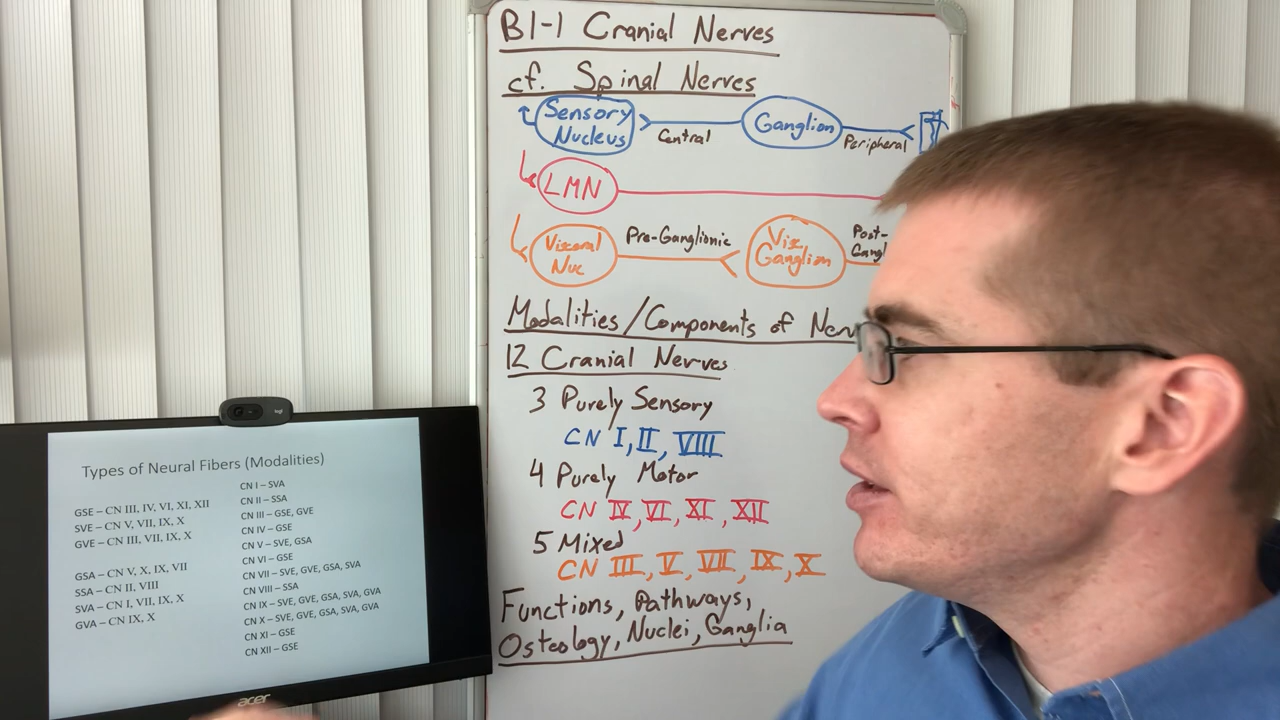 B1-1 Cranial Nerves
cf. Spinal Nerves
Sensory Nucleus
Central
Ganglion
Peripheral
LMN
Visceral Nuc
Pre-Ganglionic
Visc Ganglion
Post-
Gangl
Modalities/Components of Nerv
12 Cranial Nerves
3 Purely Sensory
CN I, II, VIII
4 Purely Motor
CN IV, VI, XI, XII
5 Mixed
CN III, V, VII, IX, X
Functions, Pathways,
Osteology, Nuclei, Ganglia
logi
Types of Neural Fibers (Modalities)
GSE – CN III, IV, VI, XI, XII
SVE – CN V, VII, IX, X
GVE – CN III, VII, IX, X
GSA – CN V, X, IX, VII
SSA – CN II, VIII
SVA – CN I, VII, IX, X
GVA – CN IX, X
CN I – SVA
CN II – SSA
CN III – GSE, GVE
CN IV – GSE
CN V – SVE, GSA
CN VI – GSE
CN VII – SVE, GVE, GSA, SVA
CN VIII – SSA
CN IX – SVE, GVE, GSA, SVA, GVA
CN X – SVE, GVE, GSA, SVA, GVA
CN XI – GSE
CN XII – GSE
acer